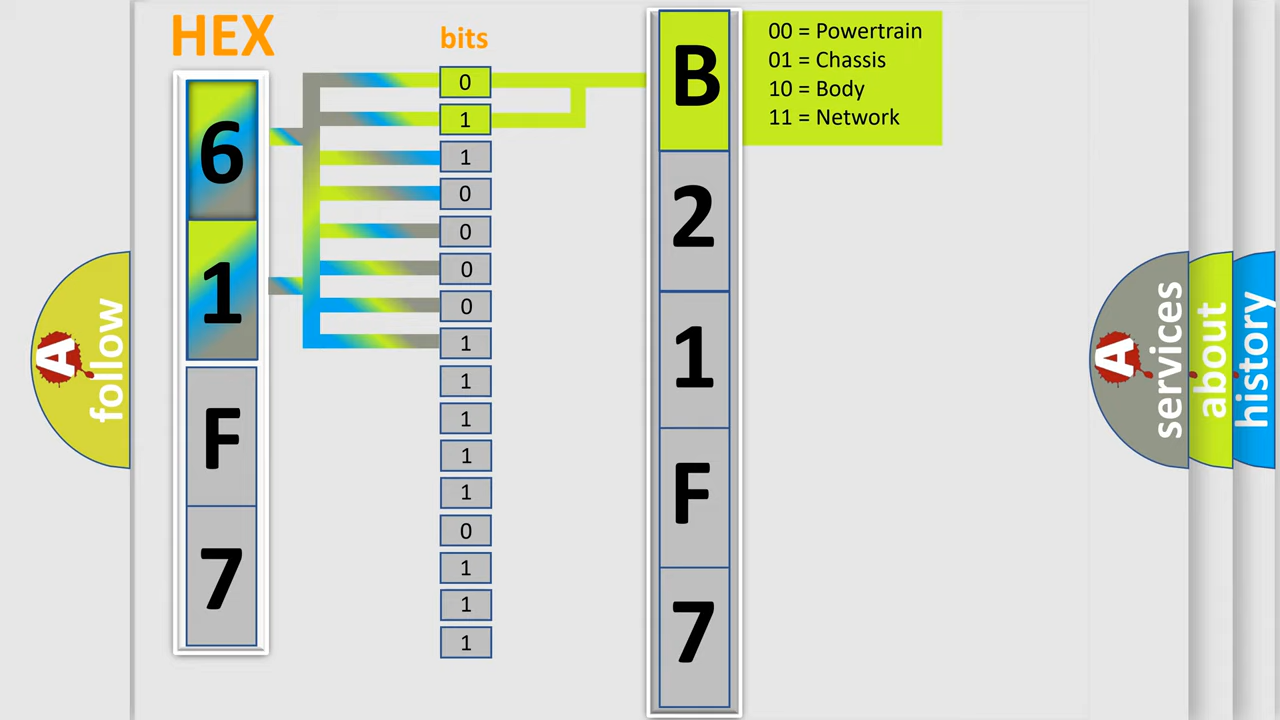 HEX
6
1
F
7
bits
0
1
1
0
0
0
0
1
1
1
1
1
0
1
1
1
B
2
1
F
7
00 = Powertrain
01 = Chassis
10 = Body
11 = Network
A
follow
A
services
about
history